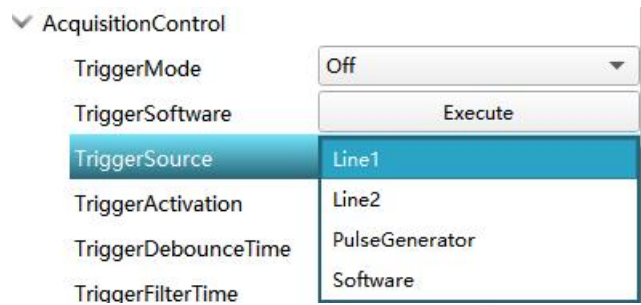 AcquisitionControl
TriggerMode Off
TriggerSoftware Execute
TriggerSource Line1
TriggerActivation Line2
TriggerDebounceTime PulseGenerator
TriggerFilterTime Software